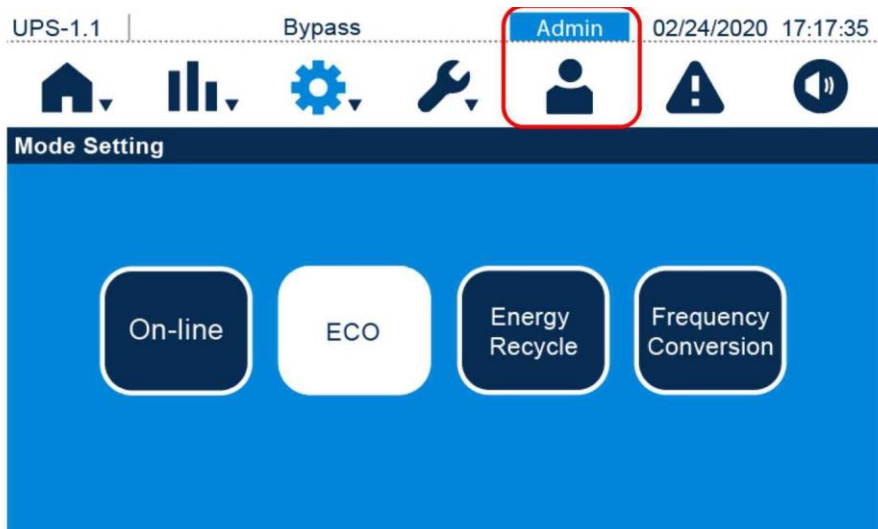 UPS-1.1 Bypass Admin 02/24/2020 17:17:35
Mode Setting
On-line
ECO
Energy
Recycle
Frequency
Conversion